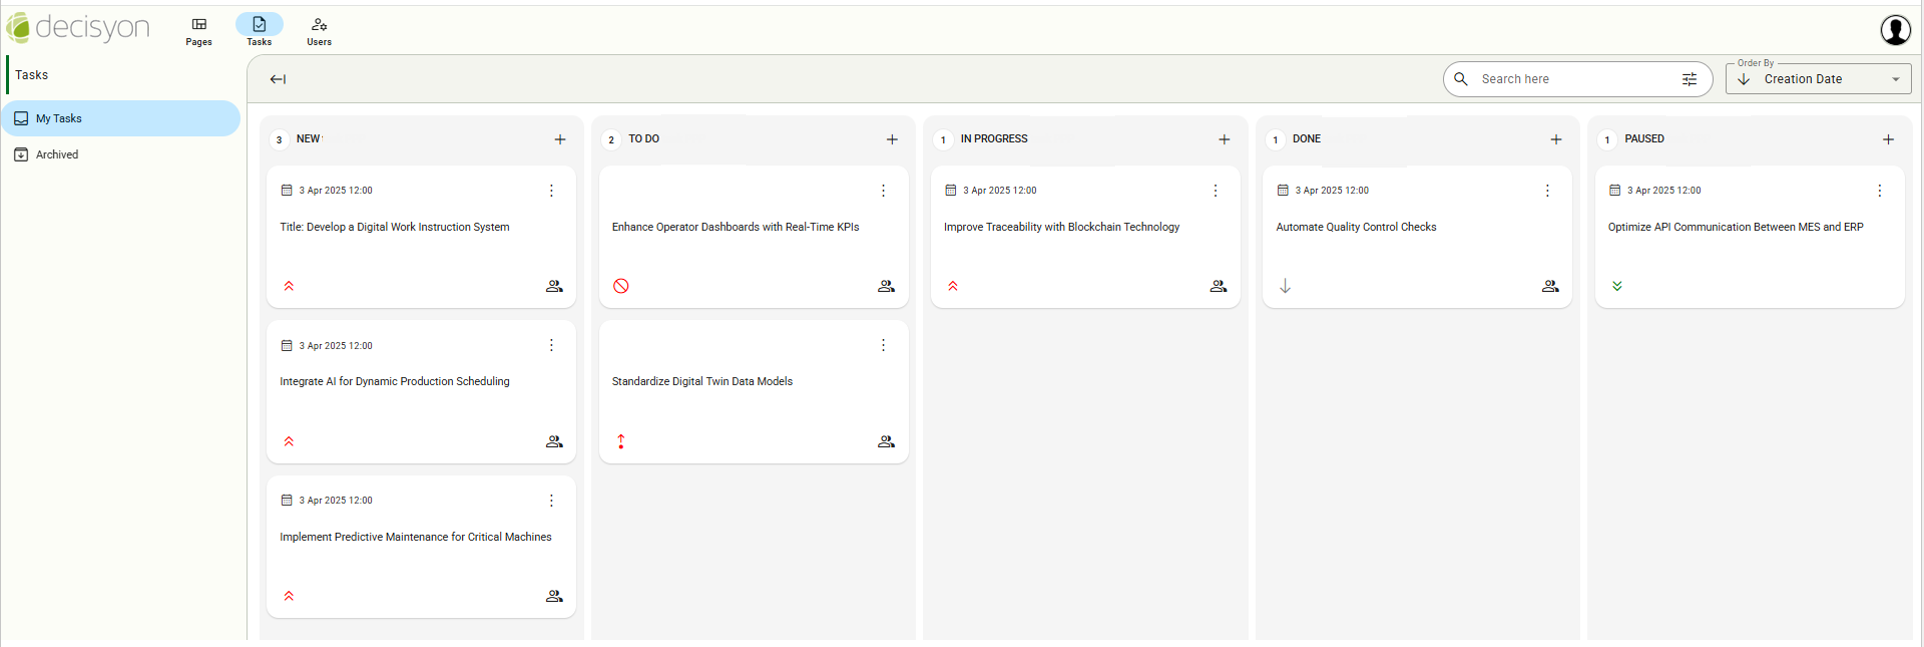 decisyon
Pages
Tasks
Users
Tasks
My Tasks
Archived
Search here
Order By
Creation Date
3 NEW
3 Apr 2025 12:00
Title: Develop a Digital Work Instruction System
3 Apr 2025 12:00
Integrate AI for Dynamic Production Scheduling
3 Apr 2025 12:00
Implement Predictive Maintenance for Critical Machines
2 TO DO
Enhance Operator Dashboards with Real-Time KPIs
Standardize Digital Twin Data Models
1 IN PROGRESS
3 Apr 2025 12:00
Improve Traceability with Blockchain Technology
1 DONE
3 Apr 2025 12:00
Automate Quality Control Checks
1 PAUSED
3 Apr 2025 12:00
Optimize API Communication Between MES and ERP